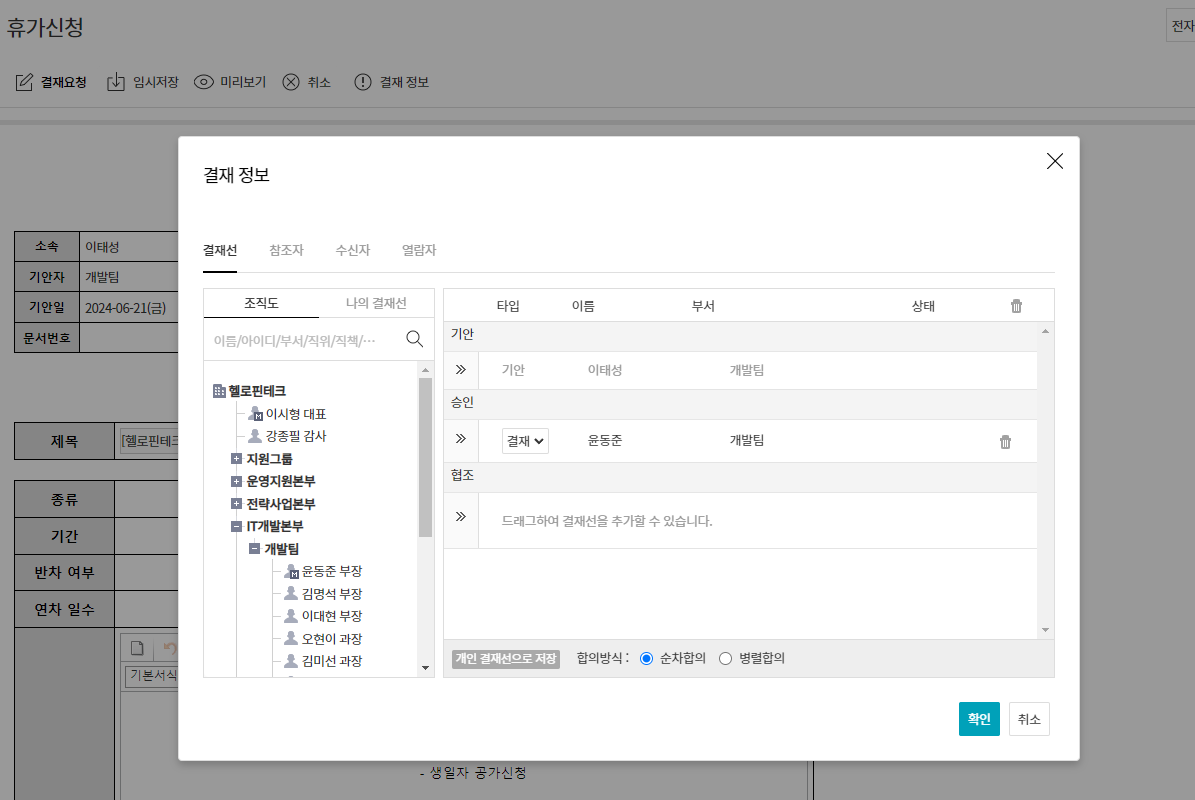 휴가신청
전자
결재요청 임시저장 미리보기 취소 결재 정보
결재 정보
결재선 참조자 수신자 열람자
조직도 나의 결재선
이름/아이디/부서/직위/직책/···
헬로핀테크
이시형 대표
강종필 감사
지원그룹
운영지원본부
전략사업본부
IT개발본부
개발팀
윤동준 부장
김명석 부장
이대현 부장
오현이 과장
김미선 과장
타입 이름 부서 상태
기안
기안 이태성 개발팀
승인
결재 윤동준 개발팀
협조
드래그하여 결재선을 추가할 수 있습니다.
개인 결재선으로 저장 합의방식 : 순차합의 병렬합의
확인 취소
소속 이태성
기안자 개발팀
기안일 2024-06-21(금)
문서번호
제목 [헬로핀테크
종류
기간
반차 여부
연차 일수
기본서식
- 생일자 공가신청